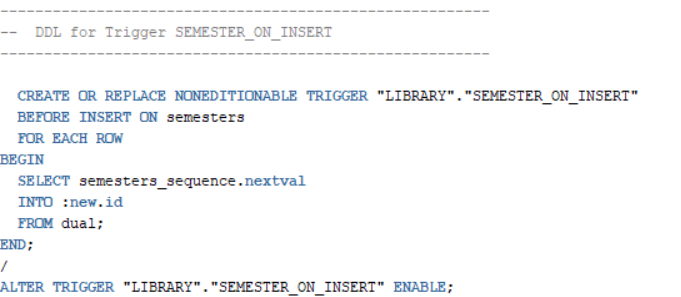 --------------------------------------------------------
--  DDL for Trigger SEMESTER_ON_INSERT
--------------------------------------------------------
CREATE OR REPLACE NONEDITIONABLE TRIGGER "LIBRARY"."SEMESTER_ON_INSERT"
BEFORE INSERT ON semesters
FOR EACH ROW
BEGIN
SELECT semesters_sequence.nextval
INTO :new.id
FROM dual;
END;
/
ALTER TRIGGER "LIBRARY"."SEMESTER_ON_INSERT" ENABLE;